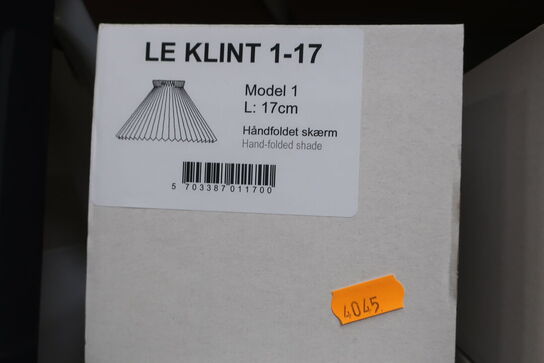 LE KLINT 1-17
Model 1
L: 17cm
Håndfoldet skærm
Hand-folded shade
5 703387 011700
4045.